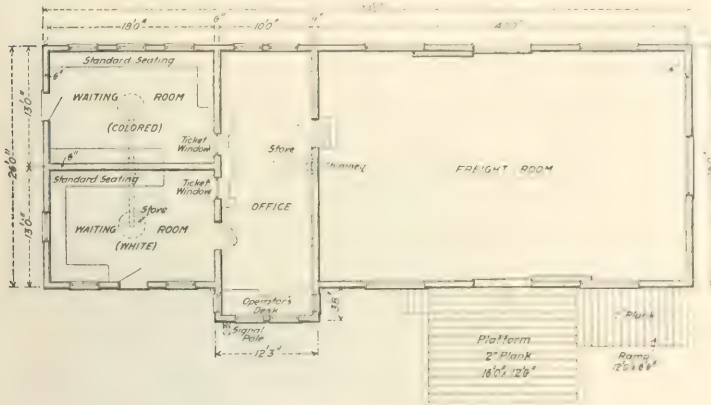 18'0"
6"
10'0"
4"
40'0"
Standard Seating
6"
WAITING ROOM
(COLORED)
Ticket
Window
Stove
Chimney
FREIGHT ROOM
13'0"
26'0"
6"
Standard Seating
Ticket
Window
Stove
OFFICE
WAITING ROOM
(WHITE)
13'0"
Operator's
Desk
Signal
Pole
12'3"
Platform
2" Plank
16'0" x 12'6"
2" Plank
Ramp